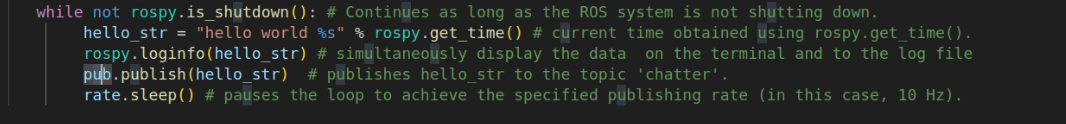 while not rospy.is_shutdown(): # Continues as long as the ROS system is not shutting down.
hello_str = "hello world %s" % rospy.get_time() # current time obtained using rospy.get_time().
rospy.loginfo(hello_str) # simultaneously display the data  on the terminal and to the log file
pub.publish(hello_str)  # publishes hello_str to the topic 'chatter'.
rate.sleep() # pauses the loop to achieve the specified publishing rate (in this case, 10 Hz).